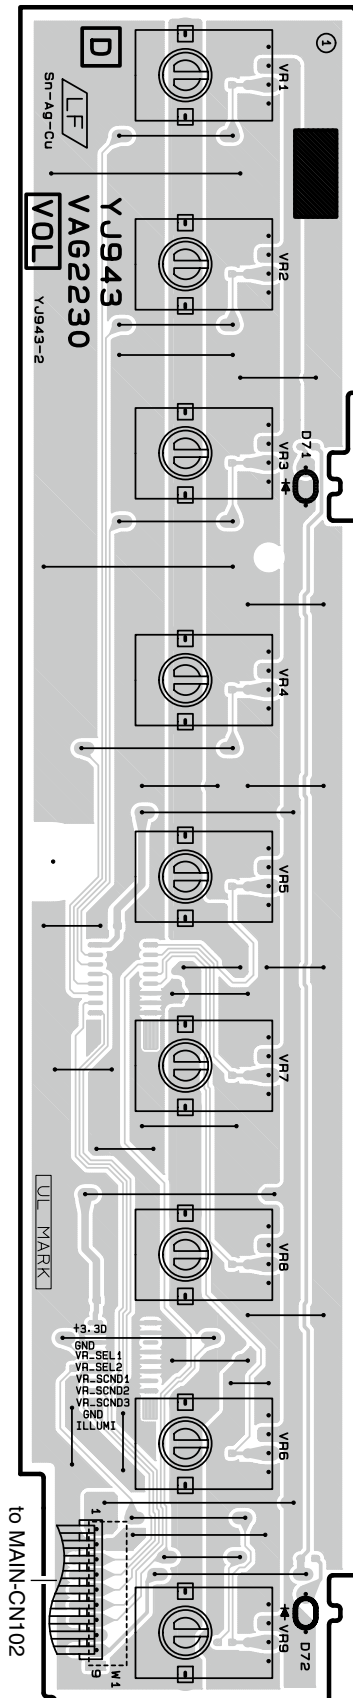 ①
VR1
D
LF
Sn-Ag-Cu
YJ943
VAG2230
VOL
YJ943-2
VR2
D71
VR3
VR4
VR5
VR7
UL MARK
VR8
+3.3D
GND
VR_SEL1
VR_SEL2
VR_SCND1
VR_SCND2
VR_SCND3
GND
ILLUMI
VR6
1
9
W1
to MAIN-CN102
D72
VR9